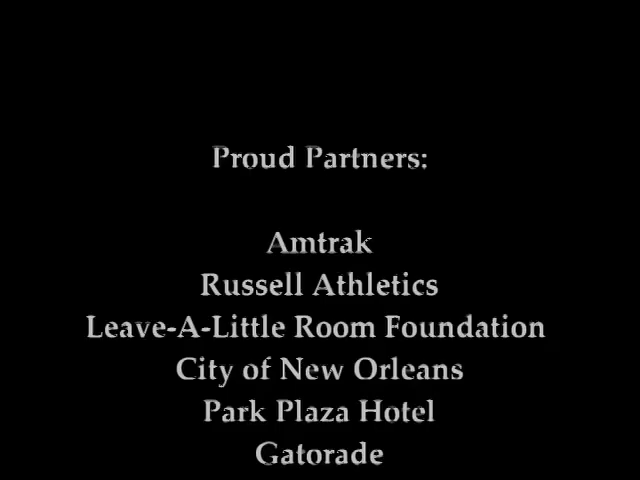 Proud Partners:
Amtrak
Russell Athletics
Leave-A-Little Room Foundation
City of New Orleans
Park Plaza Hotel
Gatorade